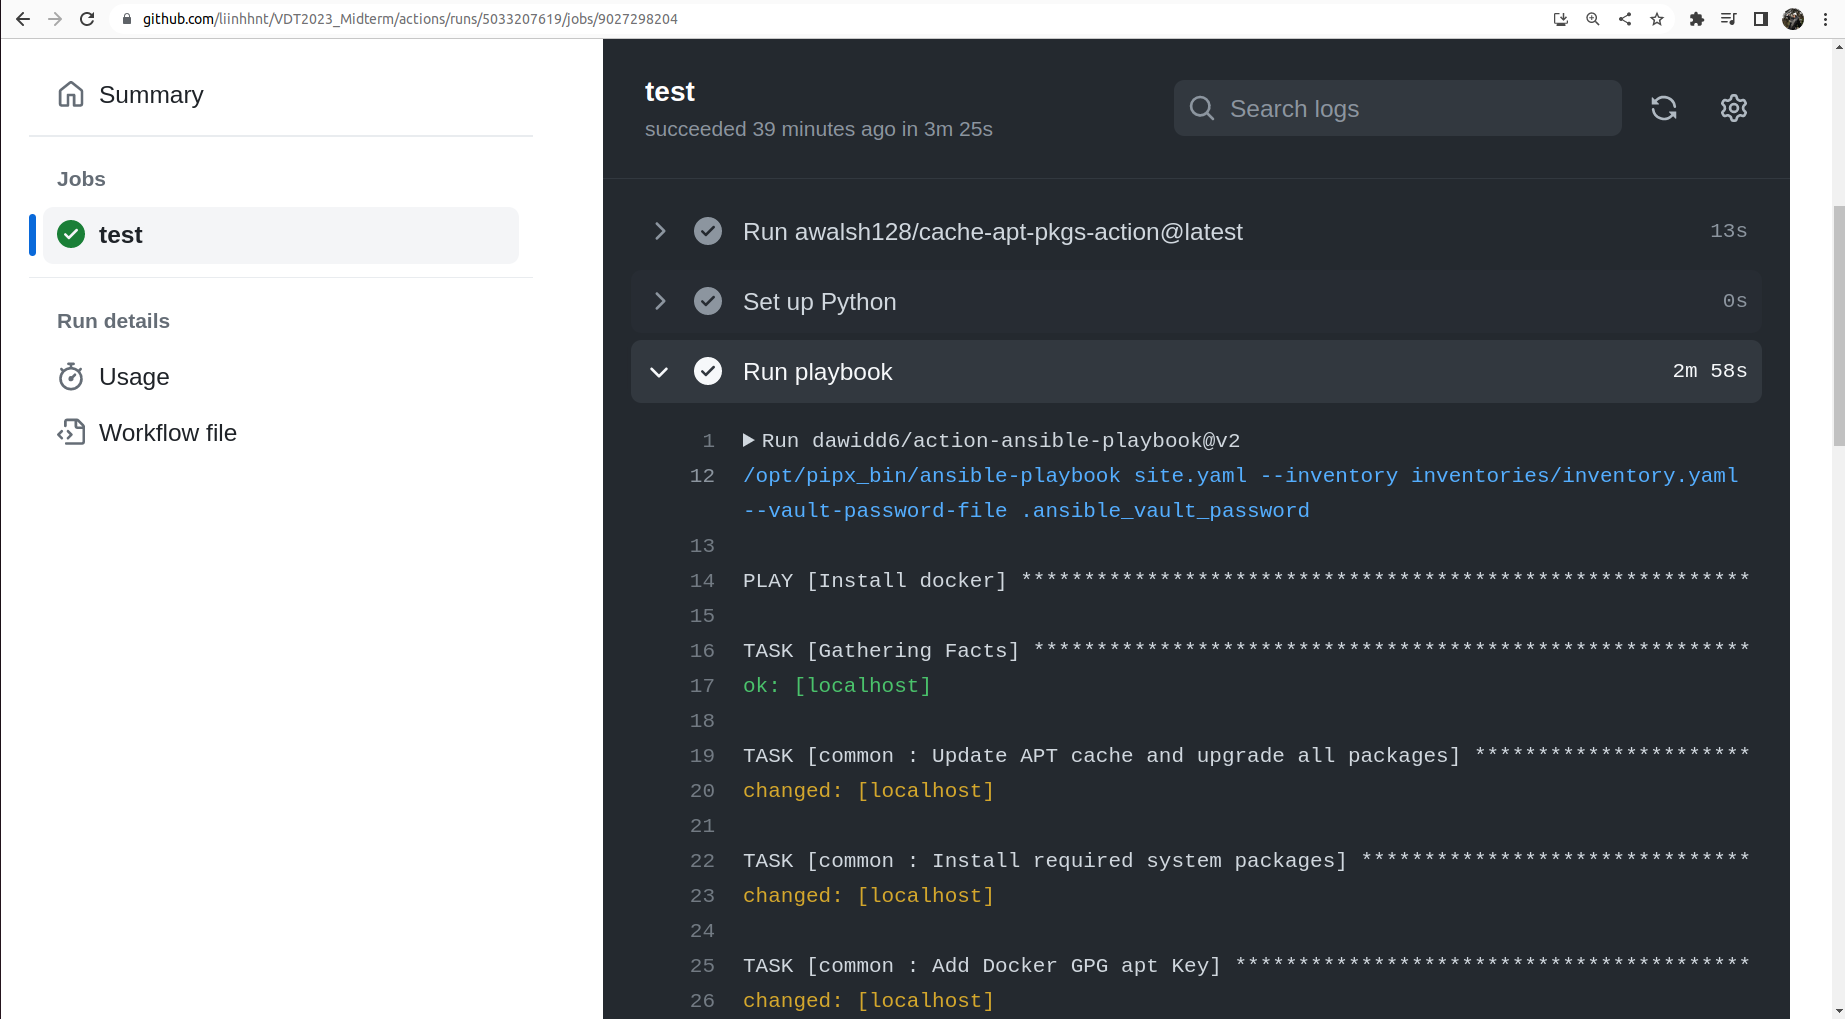 github.com/liinhhnt/VDT2023_Midterm/actions/runs/5033207619/jobs/9027298204
Summary
Jobs
test
Run details
Usage
Workflow file
test
succeeded 39 minutes ago in 3m 25s
Search logs
Run awalsh128/cache-apt-pkgs-action@latest 13s
Set up Python 0s
Run playbook 2m 58s
1 ▶Run dawidd6/action-ansible-playbook@v2
12 /opt/pipx_bin/ansible-playbook site.yaml --inventory inventories/inventory.yaml
--vault-password-file .ansible_vault_password
13
14 PLAY [Install docker] **********************************************************
15
16 TASK [Gathering Facts] *********************************************************
17 ok: [localhost]
18
19 TASK [common : Update APT cache and upgrade all packages] **********************
20 changed: [localhost]
21
22 TASK [common : Install required system packages] *******************************
23 changed: [localhost]
24
25 TASK [common : Add Docker GPG apt Key] *****************************************
26 changed: [localhost]